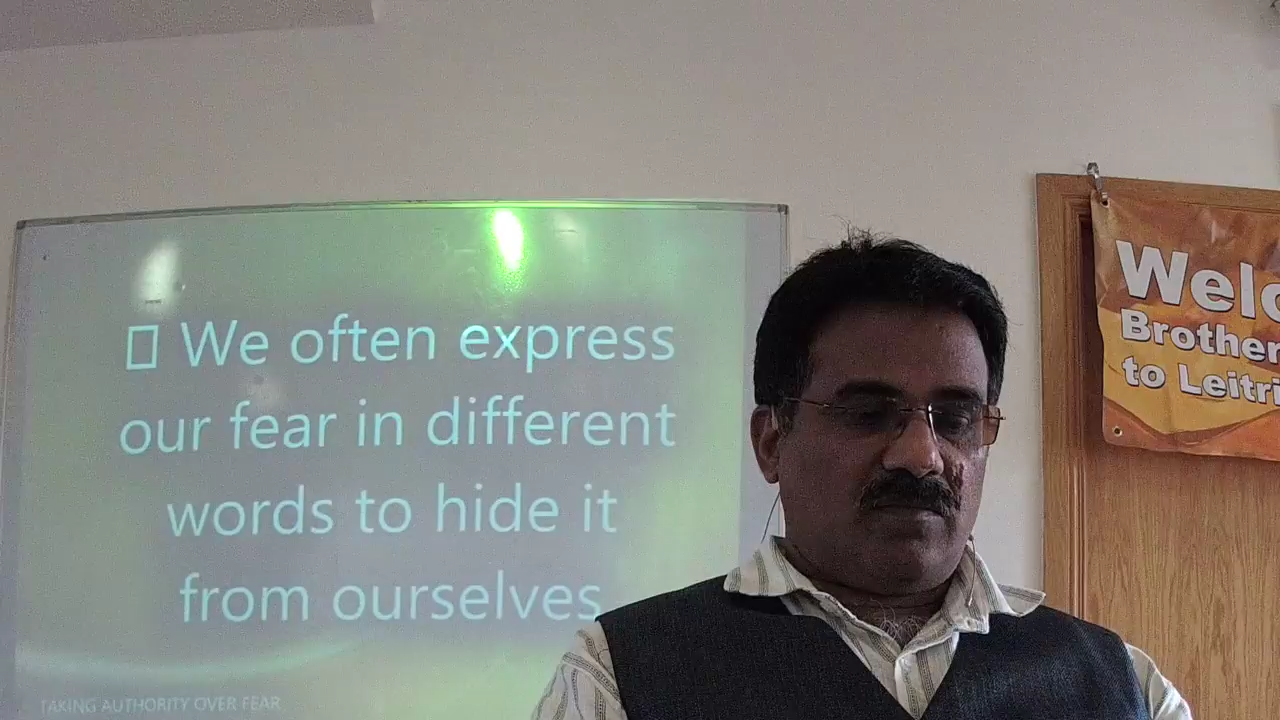 We often express
our fear in different
words to hide it
from ourselves
TAKING AUTHORITY OVER FEAR
Welc
Brother
to Leitri